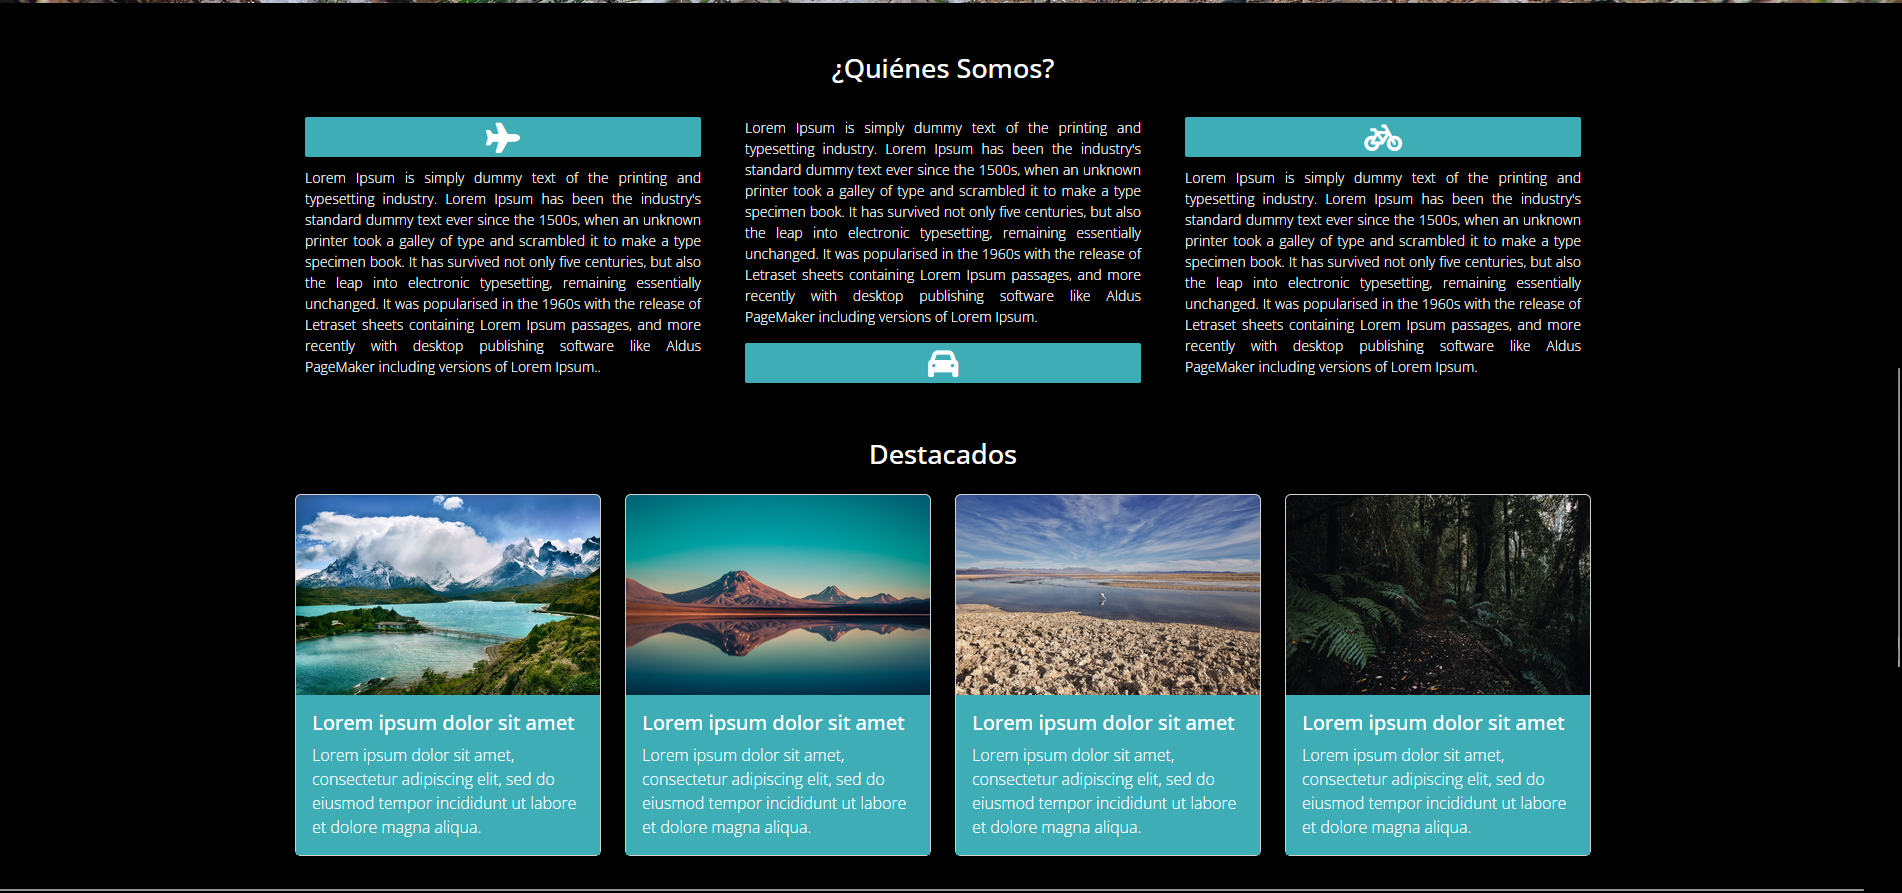 ¿Quiénes Somos?
Lorem Ipsum is simply dummy text of the printing and
typesetting industry. Lorem Ipsum has been the industry's
standard dummy text ever since the 1500s, when an unknown
printer took a galley of type and scrambled it to make a type
specimen book. It has survived not only five centuries, but also
the leap into electronic typesetting, remaining essentially
unchanged. It was popularised in the 1960s with the release of
Letraset sheets containing Lorem Ipsum passages, and more
recently with desktop publishing software like Aldus
PageMaker including versions of Lorem Ipsum..
Lorem Ipsum is simply dummy text of the printing and
typesetting industry. Lorem Ipsum has been the industry's
standard dummy text ever since the 1500s, when an unknown
printer took a galley of type and scrambled it to make a type
specimen book. It has survived not only five centuries, but also
the leap into electronic typesetting, remaining essentially
unchanged. It was popularised in the 1960s with the release of
Letraset sheets containing Lorem Ipsum passages, and more
recently with desktop publishing software like Aldus
PageMaker including versions of Lorem Ipsum.
Lorem Ipsum is simply dummy text of the printing and
typesetting industry. Lorem Ipsum has been the industry's
standard dummy text ever since the 1500s, when an unknown
printer took a galley of type and scrambled it to make a type
specimen book. It has survived not only five centuries, but also
the leap into electronic typesetting, remaining essentially
unchanged. It was popularised in the 1960s with the release of
Letraset sheets containing Lorem Ipsum passages, and more
recently with desktop publishing software like Aldus
PageMaker including versions of Lorem Ipsum.
Destacados
Lorem ipsum dolor sit amet
Lorem ipsum dolor sit amet,
consectetur adipiscing elit, sed do
eiusmod tempor incididunt ut labore
et dolore magna aliqua.
Lorem ipsum dolor sit amet
Lorem ipsum dolor sit amet,
consectetur adipiscing elit, sed do
eiusmod tempor incididunt ut labore
et dolore magna aliqua.
Lorem ipsum dolor sit amet
Lorem ipsum dolor sit amet,
consectetur adipiscing elit, sed do
eiusmod tempor incididunt ut labore
et dolore magna aliqua.
Lorem ipsum dolor sit amet
Lorem ipsum dolor sit amet,
consectetur adipiscing elit, sed do
eiusmod tempor incididunt ut labore
et dolore magna aliqua.